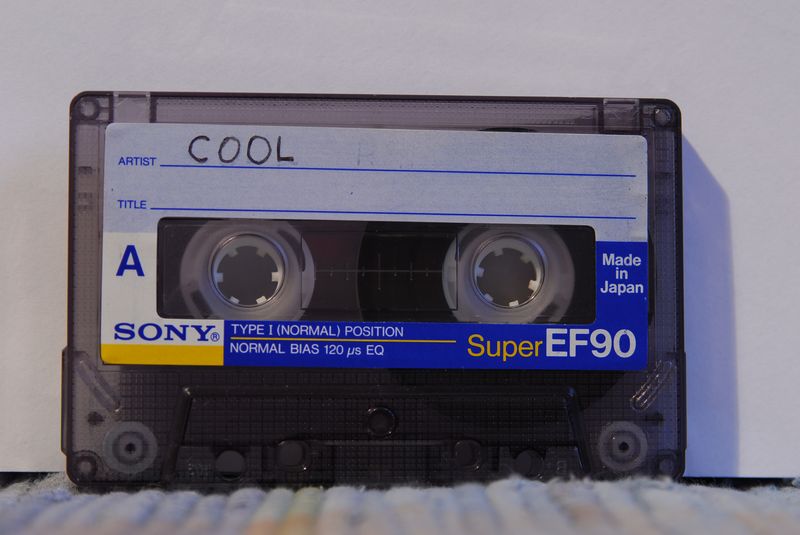 COOL
ARTIST
TITLE
A
Made
in
Japan
SONY®
TYPE I (NORMAL) POSITION
NORMAL BIAS 120 µs EQ
Super EF90